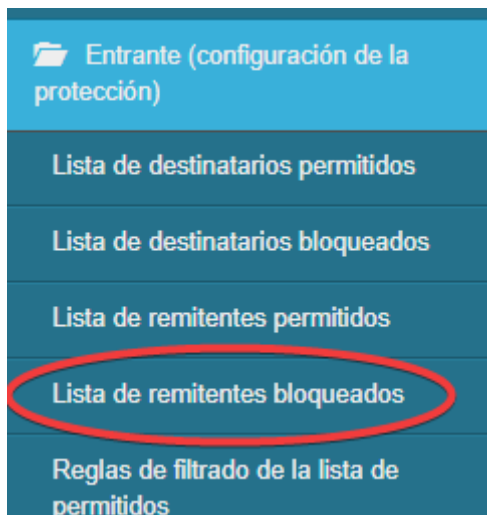 Entrante (configuración de la
protección)
Lista de destinatarios permitidos
Lista de destinatarios bloqueados
Lista de remitentes permitidos
Lista de remitentes bloqueados
Reglas de filtrado de la lista de
permitidos